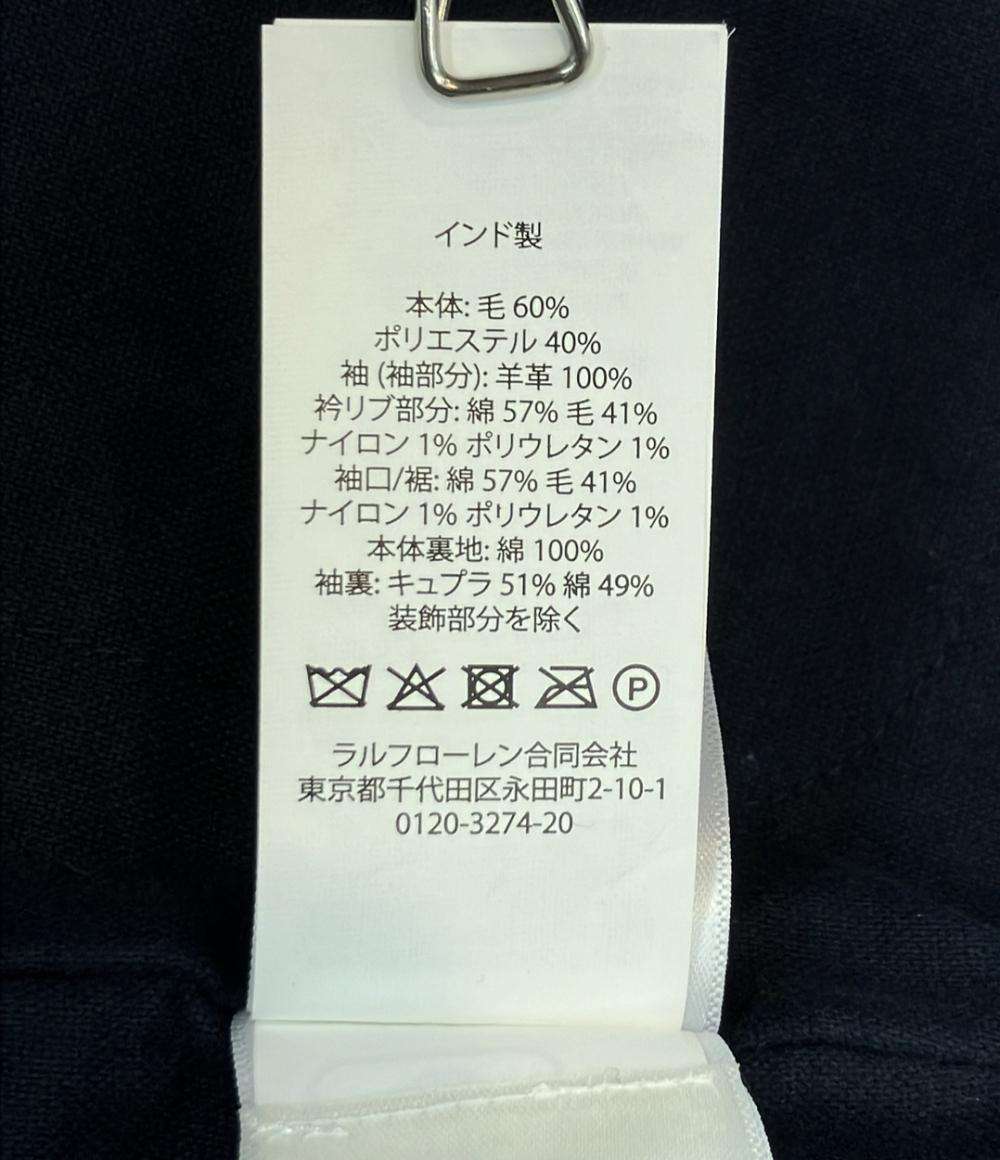 インド製
本体: 毛 60%
ポリエステル 40%
袖 (袖部分): 羊革 100%
衿リブ部分: 綿 57% 毛 41%
ナイロン 1% ポリウレタン 1%
袖口/裾: 綿 57% 毛 41%
ナイロン 1% ポリウレタン 1%
本体裏地: 綿 100%
袖裏: キュプラ 51% 綿 49%
装飾部分を除く
P
ラルフローレン合同会社
東京都千代田区永田町2-10-1
0120-3274-20